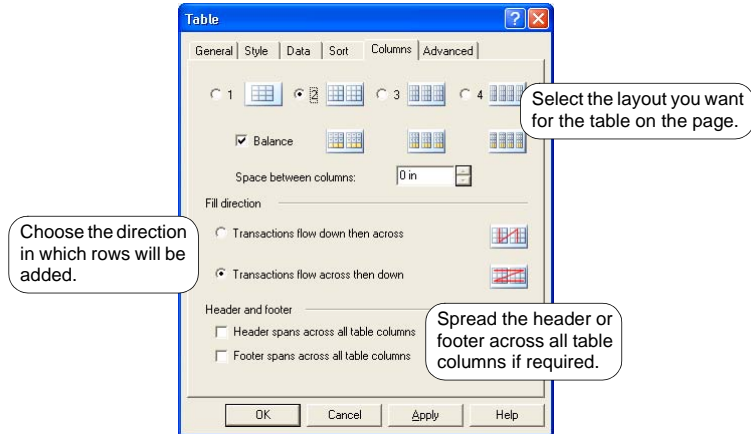 Table
General Style Data Sort Columns Advanced
1 2 3 4
Select the layout you want
for the table on the page.
Balance
Space between columns: 0 in
Fill direction
Choose the direction
in which rows will be
added.
Transactions flow down then across
Transactions flow across then down
Header and footer
Header spans across all table columns
Footer spans across all table columns
Spread the header or
footer across all table
columns if required.
OK Cancel Apply Help